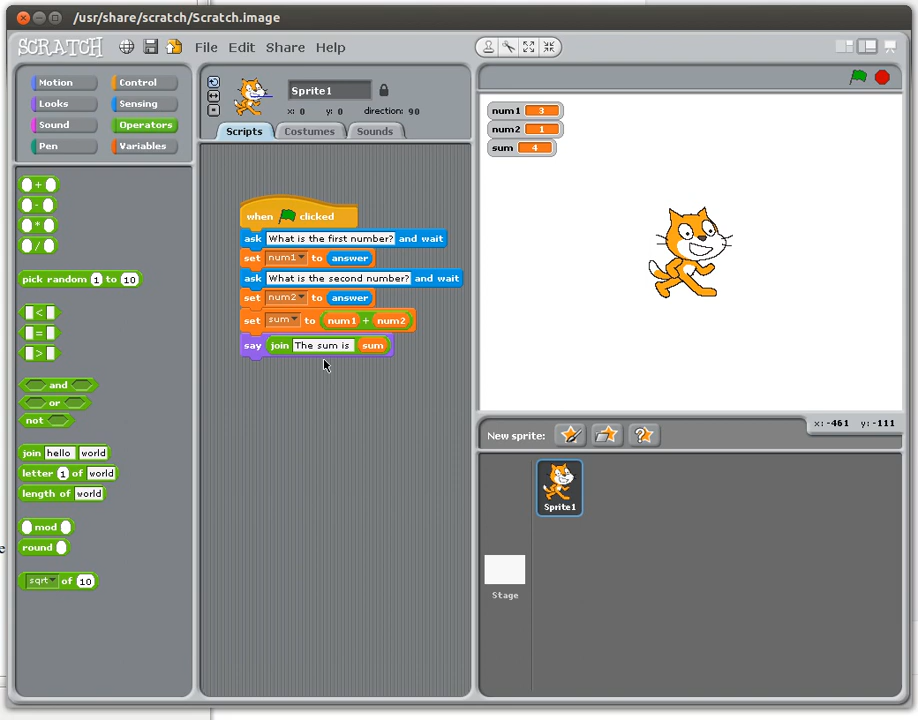 /usr/share/scratch/Scratch.image
SCRATCH File Edit Share Help
Motion Control
Looks Sensing
Sound Operators
Pen Variables
Sprite1
x: 0 y: 0 direction: 90
Scripts Costumes Sounds
+
-
*
/
pick random 1 to 10
<
=
>
and
or
not
join hello world
letter 1 of world
length of world
mod
round
sqrt of 10
when clicked
ask What is the first number? and wait
set num1 to answer
ask What is the second number? and wait
set num2 to answer
set sum to num1 + num2
say join The sum is sum
num1 3
num2 1
sum 4
x: -461 y: -111
New sprite:
Sprite1
Stage